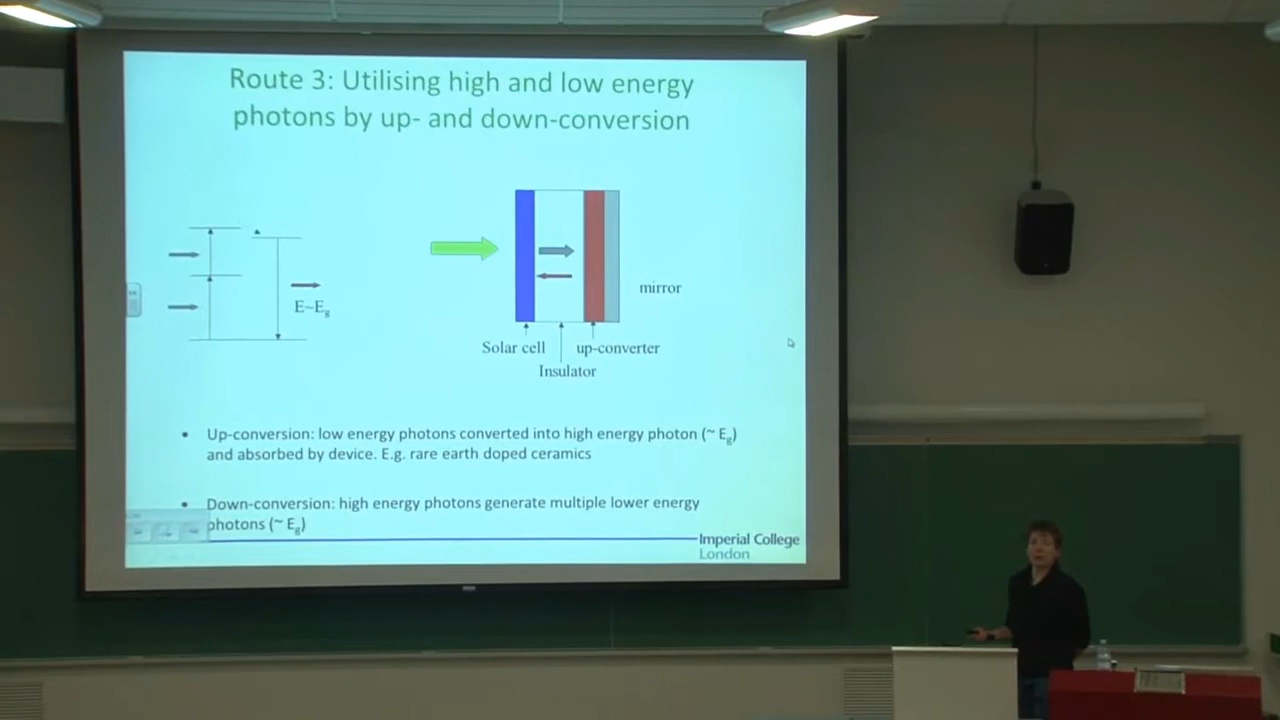 Route 3: Utilising high and low energy
photons by up- and down-conversion
E~Eg
mirror
Solar cell
up-converter
Insulator
• Up-conversion: low energy photons converted into high energy photon (~ Eg)
and absorbed by device. E.g. rare earth doped ceramics
• Down-conversion: high energy photons generate multiple lower energy
photons (~ Eg)
Imperial College
London